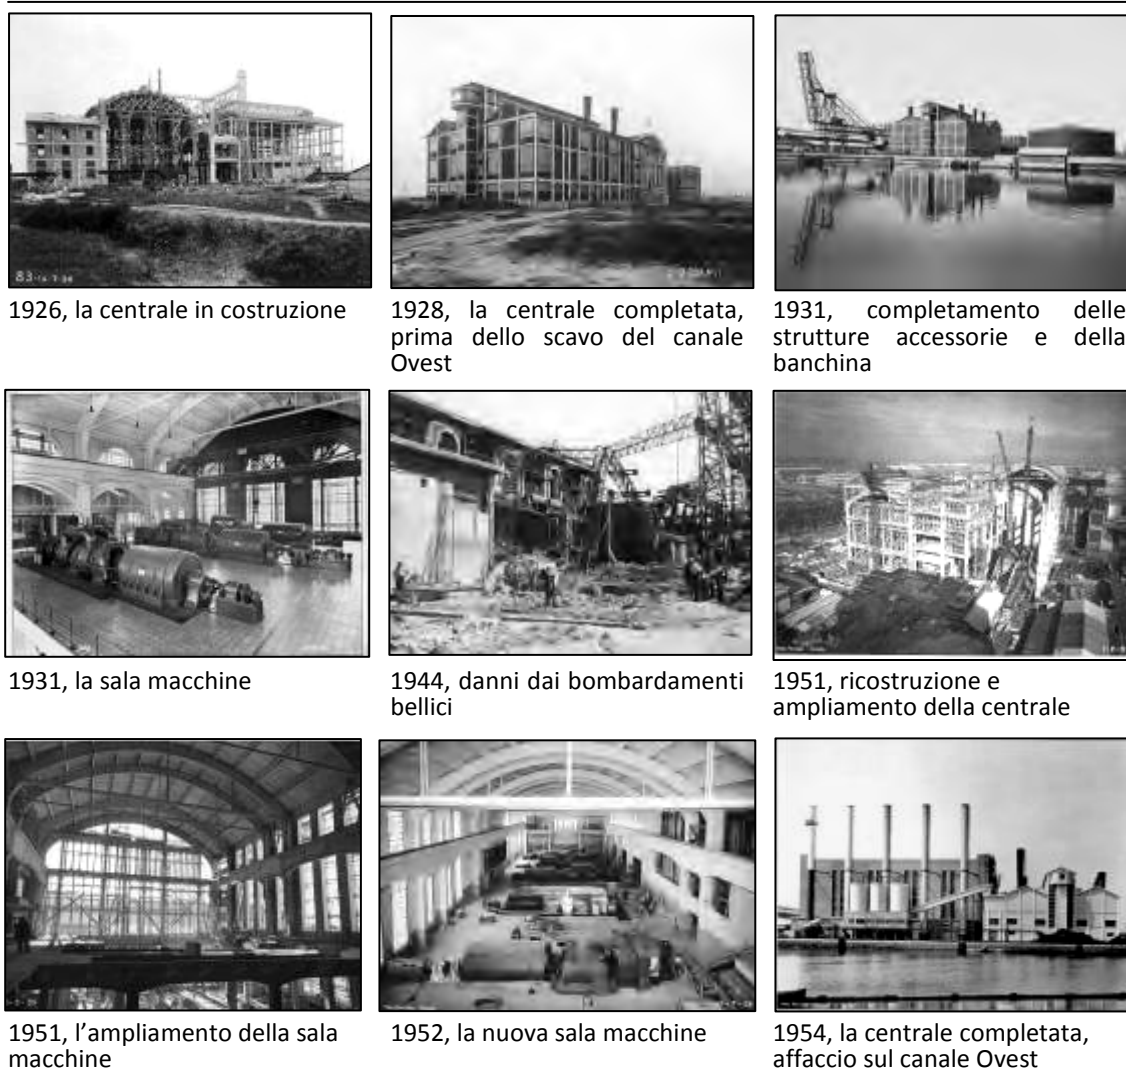 1926, la centrale in costruzione
1928, la centrale completata,
prima dello scavo del canale
Ovest
1931, completamento delle
strutture accessorie e della
banchina
1931, la sala macchine
1944, danni dai bombardamenti
bellici
1951, ricostruzione e
ampliamento della centrale
1951, l’ampliamento della sala
macchine
1952, la nuova sala macchine
1954, la centrale completata,
affaccio sul canale Ovest